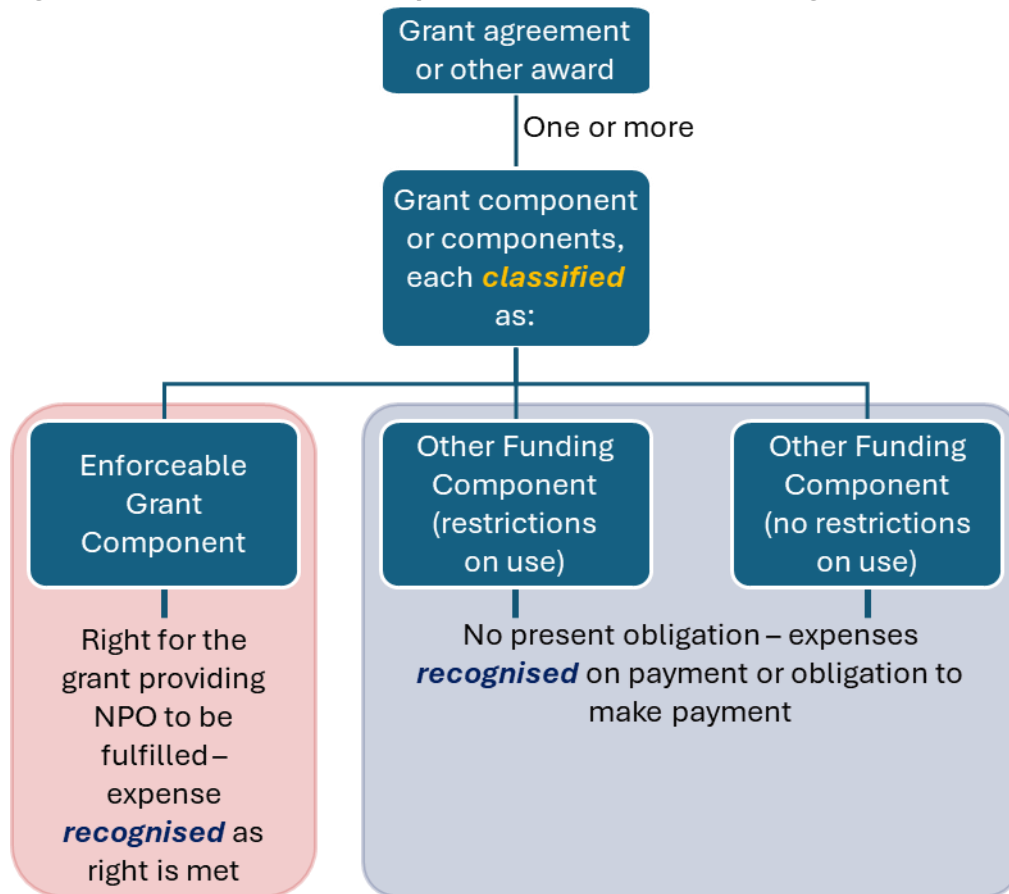 Grant agreement
or other award
One or more
Grant component
or components,
each classified
as:
Enforceable
Grant
Component
Other Funding
Component
(restrictions
on use)
Other Funding
Component
(no restrictions
on use)
Right for the
grant providing
NPO to be
fulfilled –
expense
recognised as
right is met
No present obligation – expenses
recognised on payment or obligation to
make payment